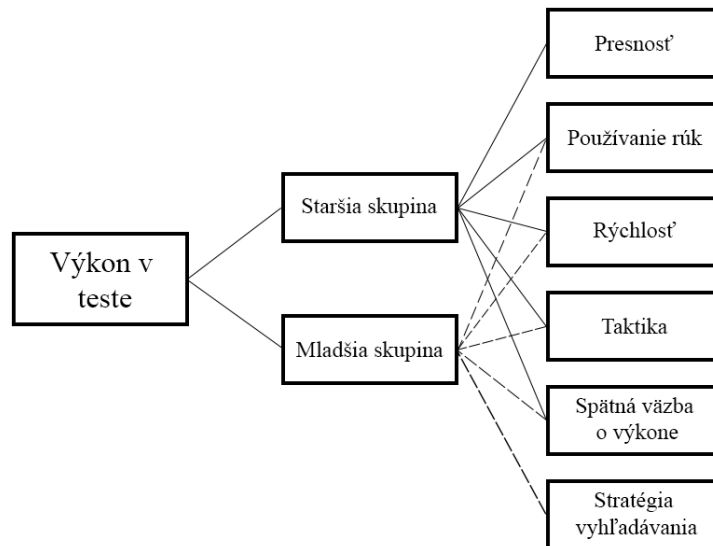 Presnosť
Používanie rúk
Staršia skupina
Rýchlosť
Výkon v
teste
Taktika
Mladšia skupina
Spätná väzba
o výkone
Stratégia
vyhľadávania